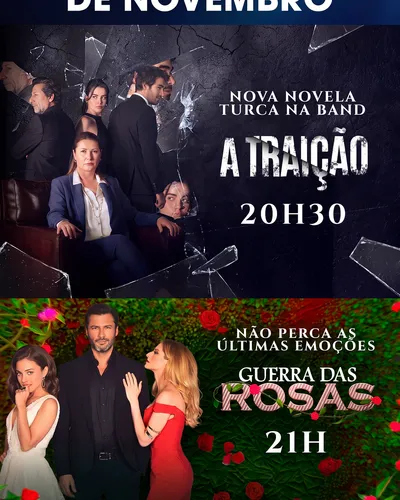 DE NOVEMBRO
NOVA NOVELA
TURCA NA BAND
A TRAIÇÃO
20H30
NÃO PERCA AS
ÚLTIMAS EMOÇÕES
GUERRA DAS
ROSAS
21H